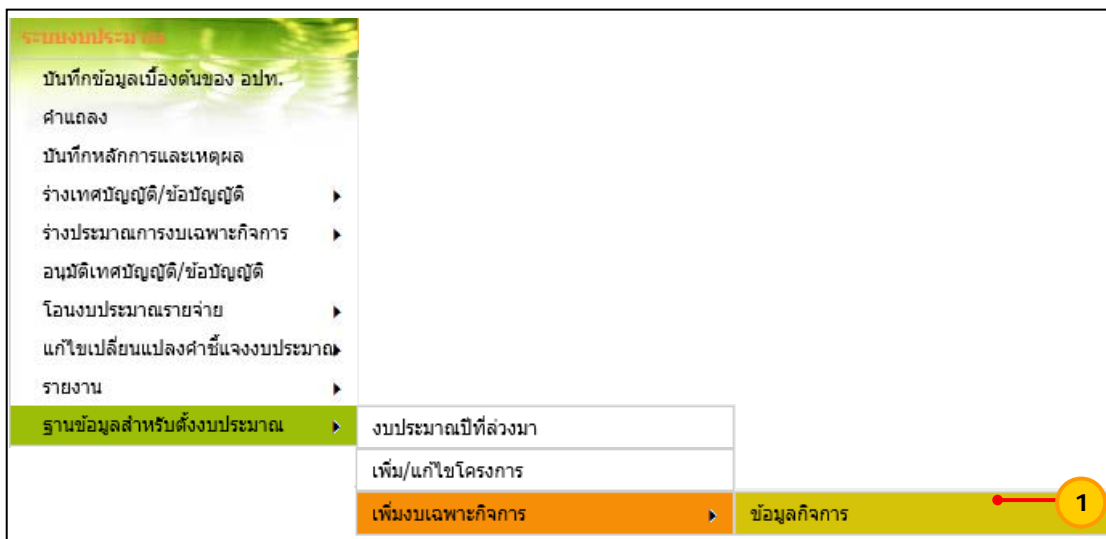 ระบบงบประมาณ
บันทึกข้อมูลเบื้องต้นของ อปท.
คำแถลง
บันทึกหลักการและเหตุผล
ร่างเทศบัญญัติ/ข้อบัญญัติ
ร่างประมาณการงบเฉพาะกิจการ
อนุมัติเทศบัญญัติ/ข้อบัญญัติ
โอนงบประมาณรายจ่าย
แก้ไขเปลี่ยนแปลงคำชี้แจงงบประมาณ
รายงาน
ฐานข้อมูลสำหรับตั้งงบประมาณ
งบประมาณปีที่ล่วงมา
เพิ่ม/แก้ไขโครงการ
เพิ่มงบเฉพาะกิจการ
ข้อมูลกิจการ
1